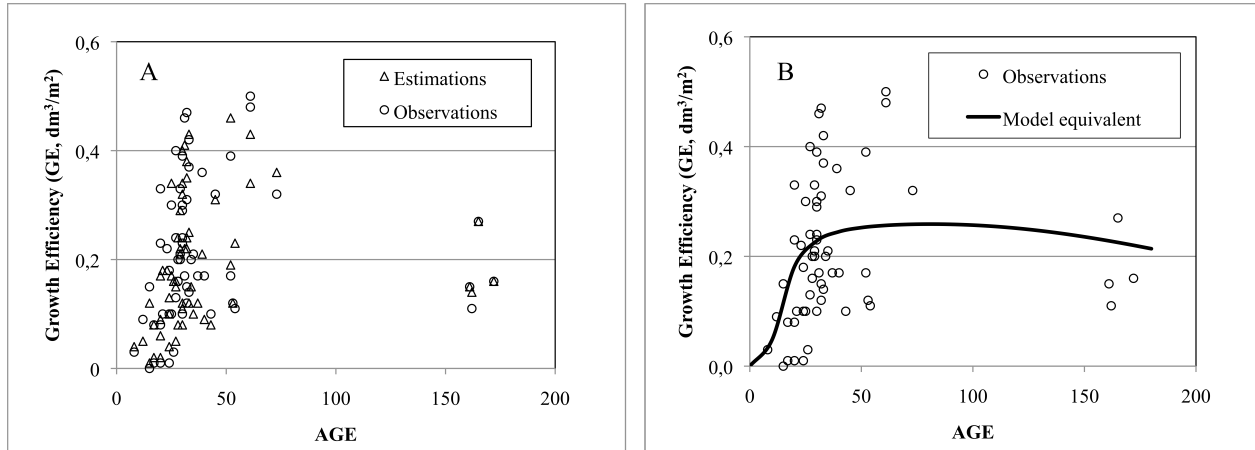 A
Estimations
Observations
Growth Efficiency (GE, dm³/m²)
0,6
0,4
0,2
0
0
50
100
150
200
AGE
B
Observations
Model equivalent
Growth Efficiency (GE, dm³/m²)
0,6
0,4
0,2
0,0
0
50
100
150
200
AGE